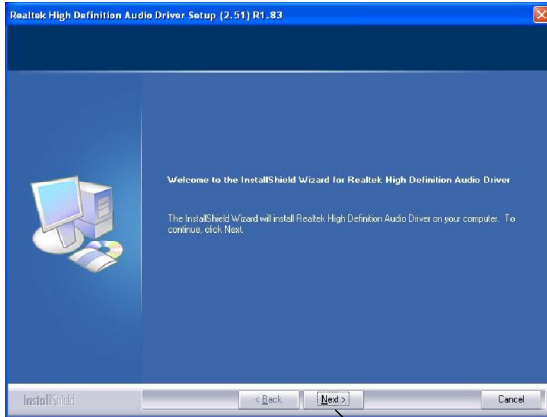 Realtek High Definition Audio Driver Setup (2.51) R1.83
Welcome to the InstallShield Wizard for Realtek High Definition Audio Driver
The InstallShield Wizard will install Realtek High Definition Audio Driver on your computer. To
continue, click Next.
InstallShield
< Back
Next >
Cancel